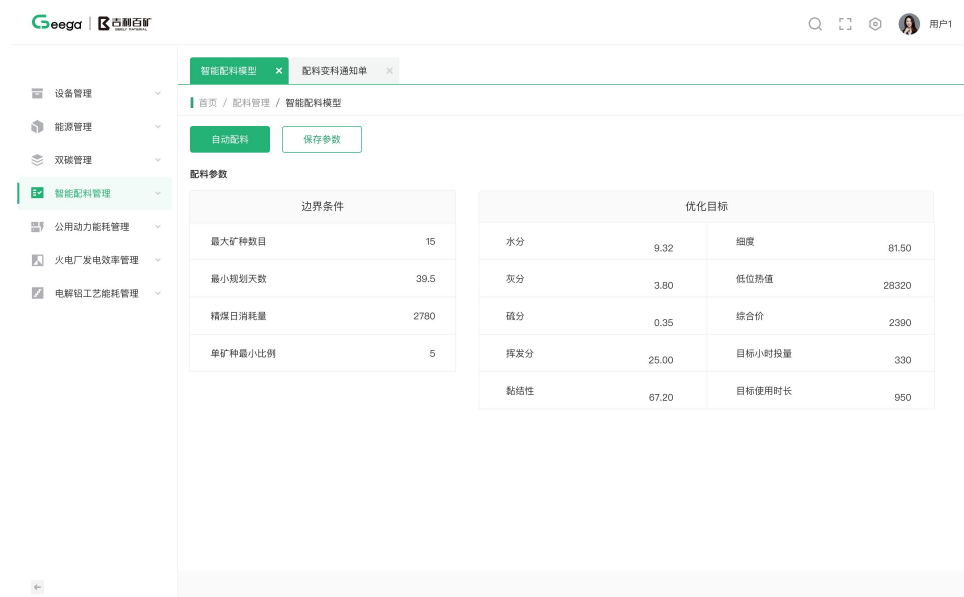 Geega | 吉利百矿
GEELY MATERIAL
用户1
设备管理
能源管理
双碳管理
智能配料管理
公用动力能耗管理
火电厂发电效率管理
电解铝工艺能耗管理
智能配料模型 × 配料变料通知单 ×
首页 / 配料管理 / 智能配料模型
自动配料 保存参数
配料参数
边界条件
最大矿种数目 15
最小规划天数 39.5
精煤日消耗量 2780
单矿种最小比例 5
优化目标
水分 9.32 细度 81.50
灰分 3.80 低位热值 28320
硫分 0.35 综合价 2390
挥发分 25.00 目标小时投量 330
黏结性 67.20 目标使用时长 950